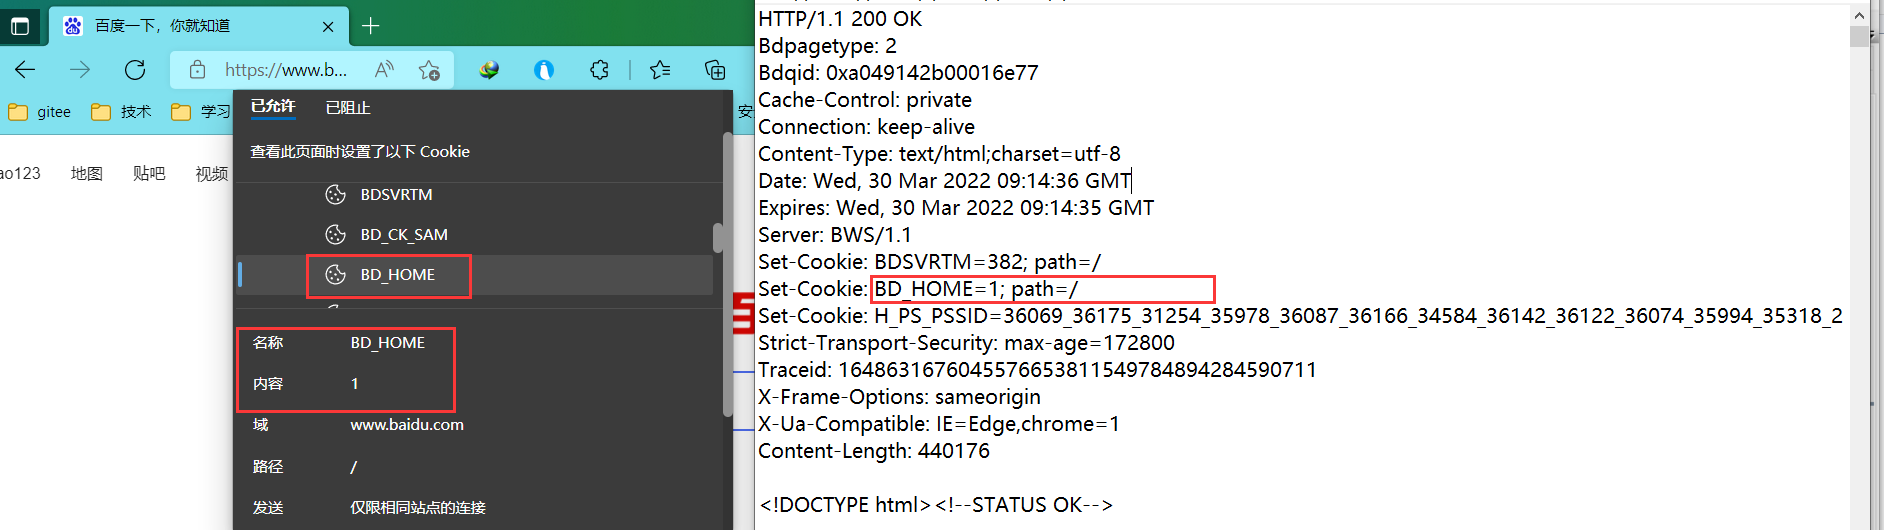 百度一下，你就知道
https://www.b...
gitee
技术
学习
安
ao123
地图
贴吧
视频
已允许
已阻止
查看此页面时设置了以下 Cookie
BDSVRTM
BD_CK_SAM
BD_HOME
名称 BD_HOME
内容 1
域 www.baidu.com
路径 /
发送 仅限相同站点的连接
HTTP/1.1 200 OK
Bdpagetype: 2
Bdqid: 0xa049142b00016e77
Cache-Control: private
Connection: keep-alive
Content-Type: text/html;charset=utf-8
Date: Wed, 30 Mar 2022 09:14:36 GMT
Expires: Wed, 30 Mar 2022 09:14:35 GMT
Server: BWS/1.1
Set-Cookie: BDSVRTM=382; path=/
Set-Cookie: BD_HOME=1; path=/
Set-Cookie: H_PS_PSSID=36069_36175_31254_35978_36087_36166_34584_36142_36122_36074_35994_35318_2
Strict-Transport-Security: max-age=172800
Traceid: 1648631676045576653811549784894284590711
X-Frame-Options: sameorigin
X-Ua-Compatible: IE=Edge,chrome=1
Content-Length: 440176
<!DOCTYPE html><!--STATUS OK-->